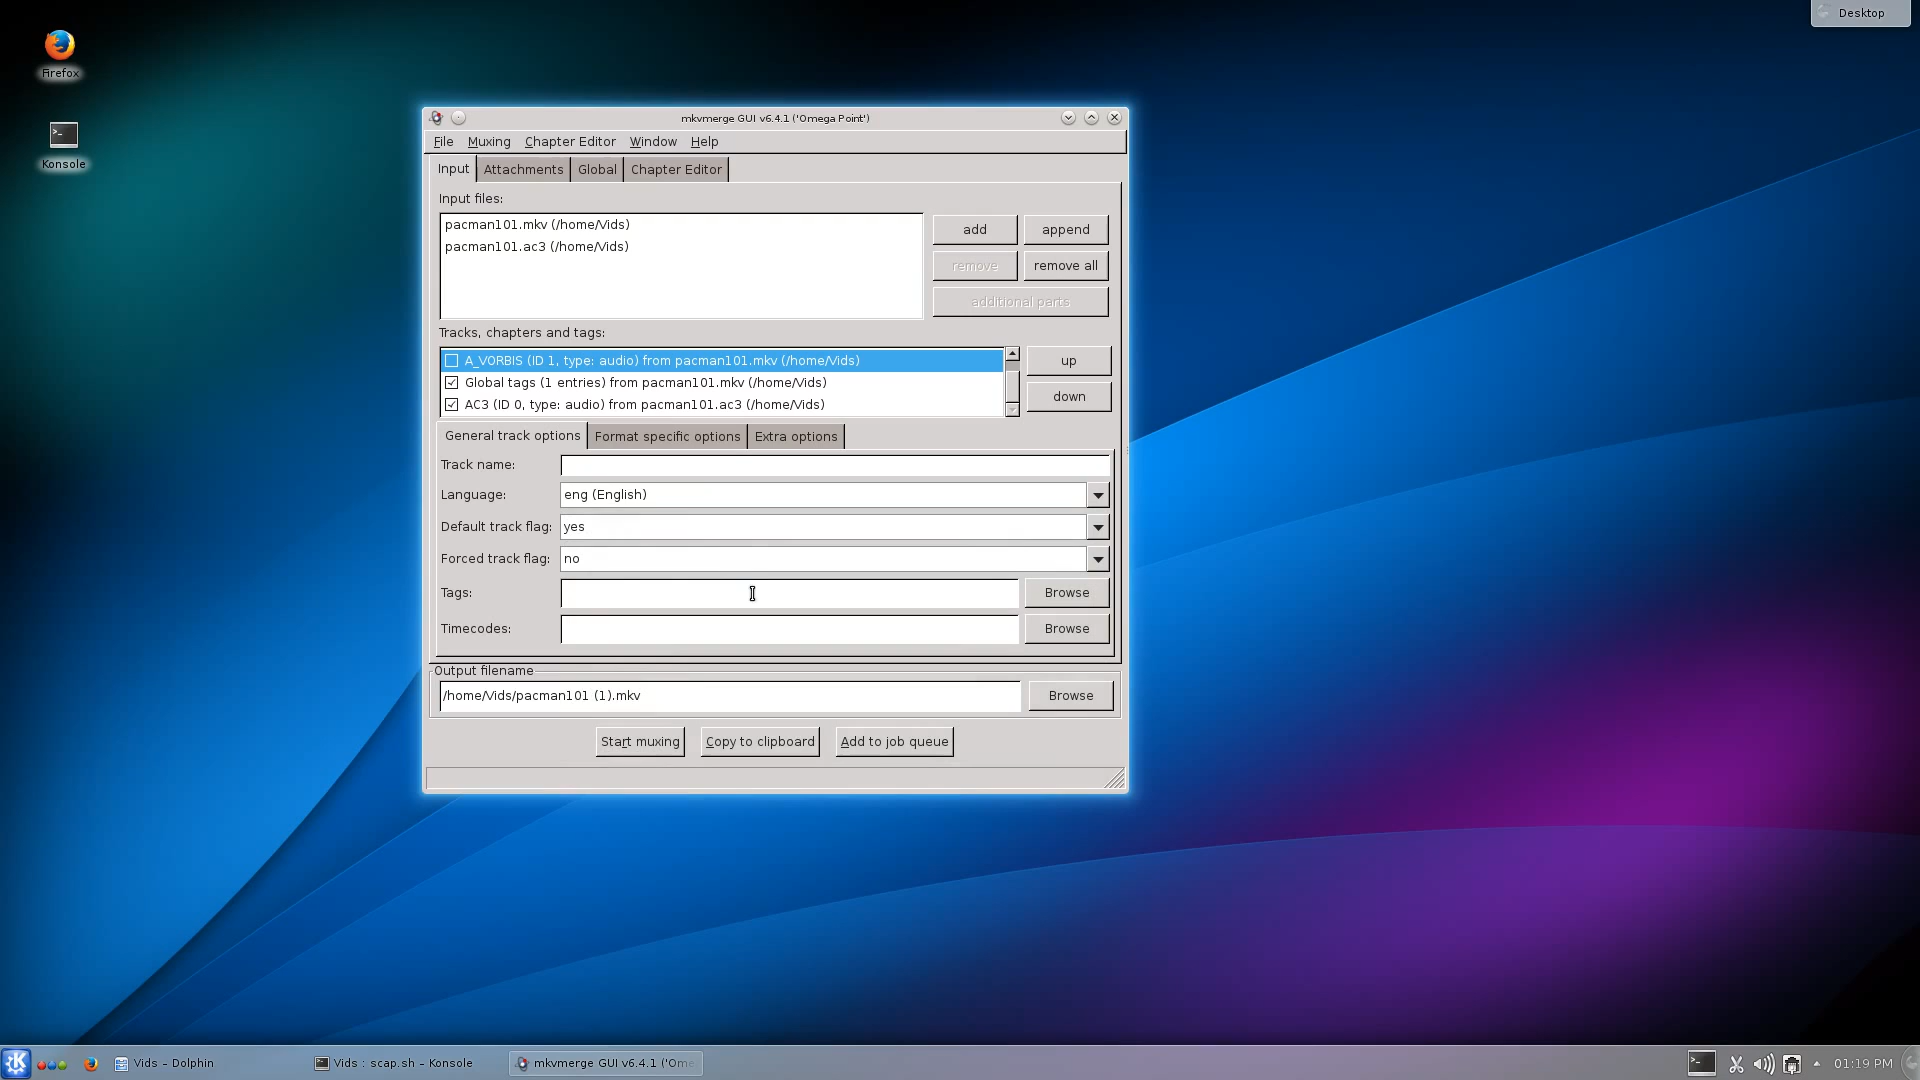 Desktop
Firefox
Konsole
mkvmerge GUI v6.4.1 ('Omega Point')
File Muxing Chapter Editor Window Help
Input Attachments Global Chapter Editor
Input files:
pacman101.mkv (/home/Vids)
pacman101.ac3 (/home/Vids)
add append
remove remove all
additional parts
Tracks, chapters and tags:
A_VORBIS (ID 1, type: audio) from pacman101.mkv (/home/Vids)
Global tags (1 entries) from pacman101.mkv (/home/Vids)
AC3 (ID 0, type: audio) from pacman101.ac3 (/home/Vids)
up
down
General track options Format specific options Extra options
Track name:
Language: eng (English)
Default track flag: yes
Forced track flag: no
Tags: Browse
Timecodes: Browse
Output filename
/home/Vids/pacman101 (1).mkv Browse
Start muxing Copy to clipboard Add to job queue
Vids – Dolphin Vids : scap.sh – Konsole mkvmerge GUI v6.4.1 ('Ome 01:19 PM